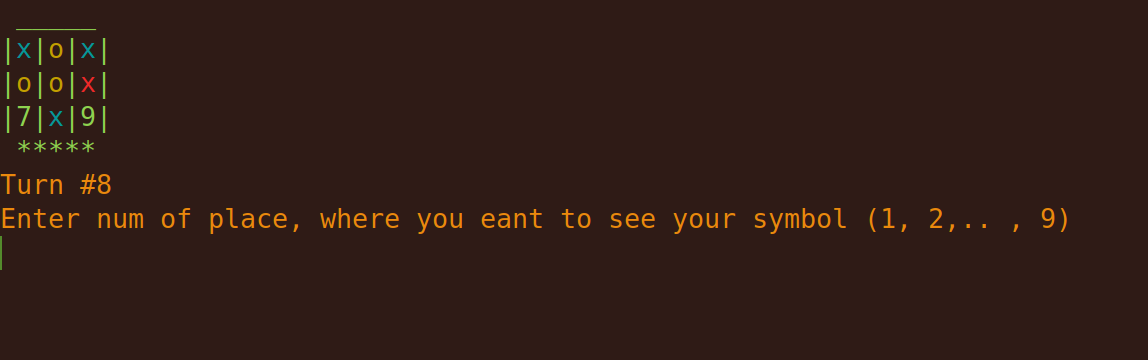 _____
|x|o|x|
|o|o|x|
|7|x|9|
*****
Turn #8
Enter num of place, where you eant to see your symbol (1, 2,.. , 9)